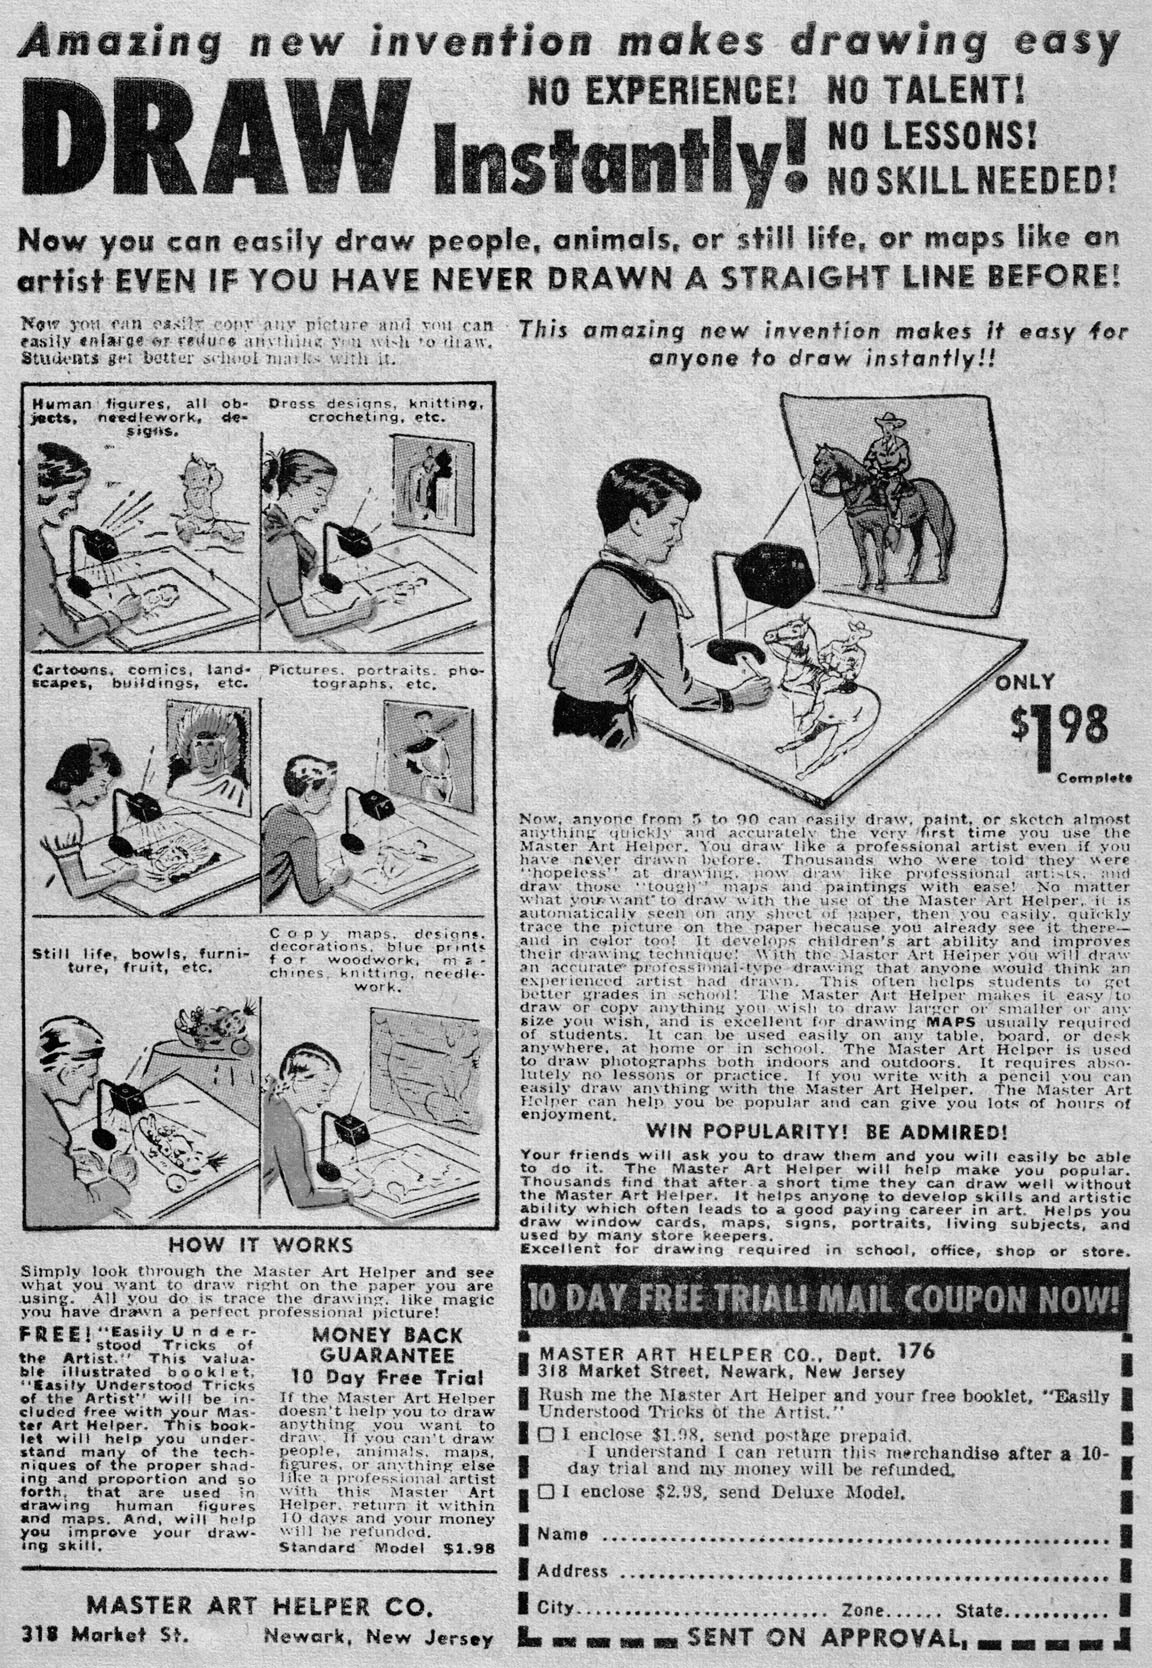 Amazing new invention makes drawing easy
DRAW Instantly!
NO EXPERIENCE! NO TALENT!
NO LESSONS!
NO SKILL NEEDED!
Now you can easily draw people, animals, or still life, or maps like an
artist EVEN IF YOU HAVE NEVER DRAWN A STRAIGHT LINE BEFORE!
Now you can easily copy any picture and you can
easily enlarge or reduce anything you wish to draw.
Students get better school marks with it.
Human figures, all ob-
jects, needlework, de-
signs.
Dress designs, knitting,
crocheting, etc.
Cartoons, comics, land-
scapes, buildings, etc.
Pictures, portraits, pho-
tographs, etc.
Still life, bowls, furni-
ture, fruit, etc.
Copy maps, designs,
decorations, blue prints
for woodwork, ma-
chines, knitting, needle-
work.
HOW IT WORKS
Simply look through the Master Art Helper and see
what you want to draw right on the paper you are
using. All you do is trace the drawing, like magic
you have drawn a perfect professional picture!
FREE! "Easily Under-
stood Tricks of
the Artist." This valua-
ble illustrated booklet,
"Easily Understood Tricks
of the Artist" will be in-
cluded free with your Mas-
ter Art Helper. This book-
let will help you under-
stand many of the tech-
niques of the proper shad-
ing and proportion and so
forth, that are used in
drawing human figures
and maps. And, will help
you improve your draw-
ing skill.
MONEY BACK
GUARANTEE
10 Day Free Trial
If the Master Art Helper
doesn't help you to draw
anything you want to
draw. If you can't draw
people, animals, maps,
figures, or anything else
like a professional artist
with this Master Art
Helper, return it within
10 days and your money
will be refunded.
Standard Model $1.98
MASTER ART HELPER CO.
318 Market St. Newark, New Jersey
This amazing new invention makes it easy for
anyone to draw instantly!!
ONLY
$1.98
Complete
Now, anyone from 5 to 90 can easily draw, paint, or sketch almost
anything quickly and accurately the very first time you use the
Master Art Helper. You draw like a professional artist even if you
have never drawn before. Thousands who were told they were
"hopeless" at drawing, now draw like professional artists, and
draw those "tough" maps and paintings with ease! No matter
what you want to draw with the use of the Master Art Helper, it is
automatically seen on any sheet of paper, then you easily, quickly
trace the picture on the paper because you already see it there—
and in color too! It develops children's art ability and improves
their drawing technique! With the Master Art Helper you will draw
an accurate professional-type drawing that anyone would think an
experienced artist had drawn. This often helps students to get
better grades in school! The Master Art Helper makes it easy to
draw or copy anything you wish to draw larger or smaller or any
size you wish, and is excellent for drawing MAPS usually required
of students. It can be used easily on any table, board, or desk
anywhere, at home or in school. The Master Art Helper is used
to draw photographs both indoors and outdoors. It requires abso-
lutely no lessons or practice. If you write with a pencil you can
easily draw anything with the Master Art Helper. The Master Art
Helper can help you be popular and can give you lots of hours of
enjoyment.
WIN POPULARITY! BE ADMIRED!
Your friends will ask you to draw them and you will easily be able
to do it. The Master Art Helper will help make you popular.
Thousands find that after a short time they can draw well without
the Master Art Helper. It helps anyone to develop skills and artistic
ability which often leads to a good paying career in art. Helps you
draw window cards, maps, signs, portraits, living subjects, and
used by many store keepers.
Excellent for drawing required in school, office, shop or store.
10 DAY FREE TRIAL! MAIL COUPON NOW!
MASTER ART HELPER CO., Dept. 176
318 Market Street, Newark, New Jersey
Rush me the Master Art Helper and your free booklet, "Easily
Understood Tricks of the Artist."
I enclose $1.98, send postage prepaid.
I understand I can return this merchandise after a 10-
day trial and my money will be refunded.
I enclose $2.98, send Deluxe Model.
Name
Address
City Zone State
SENT ON APPROVAL